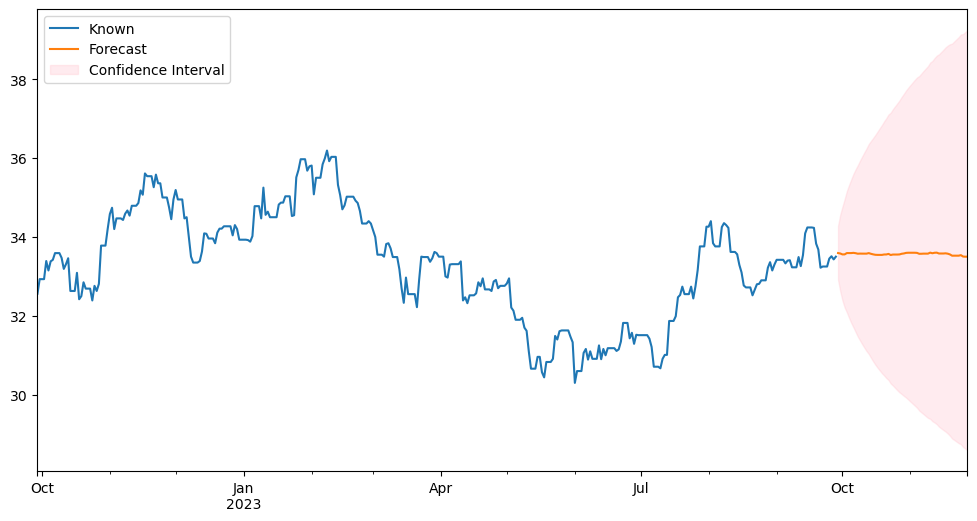 Known
Forecast
Confidence Interval
38
36
34
32
30
Oct
Jan
2023
Apr
Jul
Oct